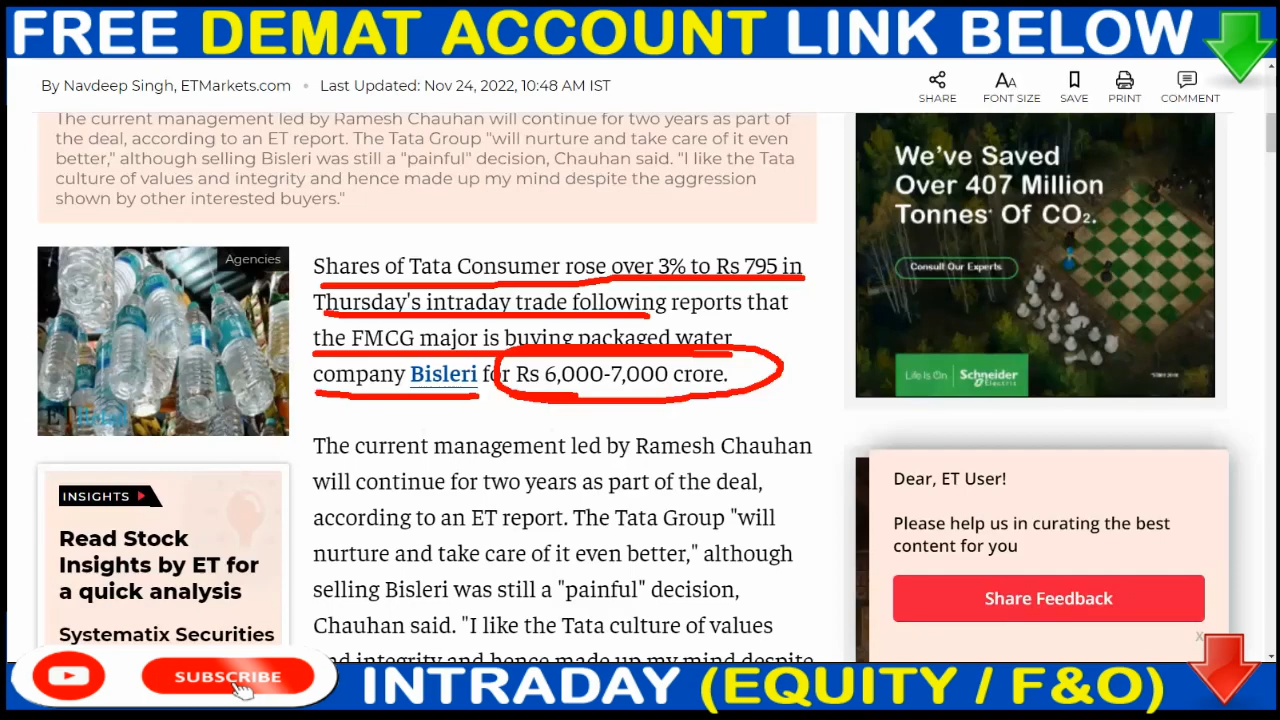 FREE DEMAT ACCOUNT LINK BELOW
By Navdeep Singh, ETMarkets.com • Last Updated: Nov 24, 2022, 10:48 AM IST
SHARE
FONT SIZE
SAVE
PRINT
COMMENT
The current management led by Ramesh Chauhan will continue for two years as part of
the deal, according to an ET report. The Tata Group "will nurture and take care of it even
better," although selling Bisleri was still a "painful" decision, Chauhan said. "I like the Tata
culture of values and integrity and hence made up my mind despite the aggression
shown by other interested buyers."
Agencies
Shares of Tata Consumer rose over 3% to Rs 795 in
Thursday's intraday trade following reports that
the FMCG major is buying packaged water
company Bisleri for Rs 6,000-7,000 crore.
The current management led by Ramesh Chauhan
will continue for two years as part of the deal,
according to an ET report. The Tata Group "will
nurture and take care of it even better," although
selling Bisleri was still a "painful" decision,
Chauhan said. "I like the Tata culture of values
and integrity and hence made up my mind despite
INSIGHTS
Read Stock
Insights by ET for
a quick analysis
Systematix Securities
We've Saved
Over 407 Million
Tonnes* Of CO₂.
Consult Our Experts
Life Is On
Schneider
Electric
Dear, ET User!
Please help us in curating the best
content for you
Share Feedback
X
SUBSCRIBE
INTRADAY (EQUITY / F&O)